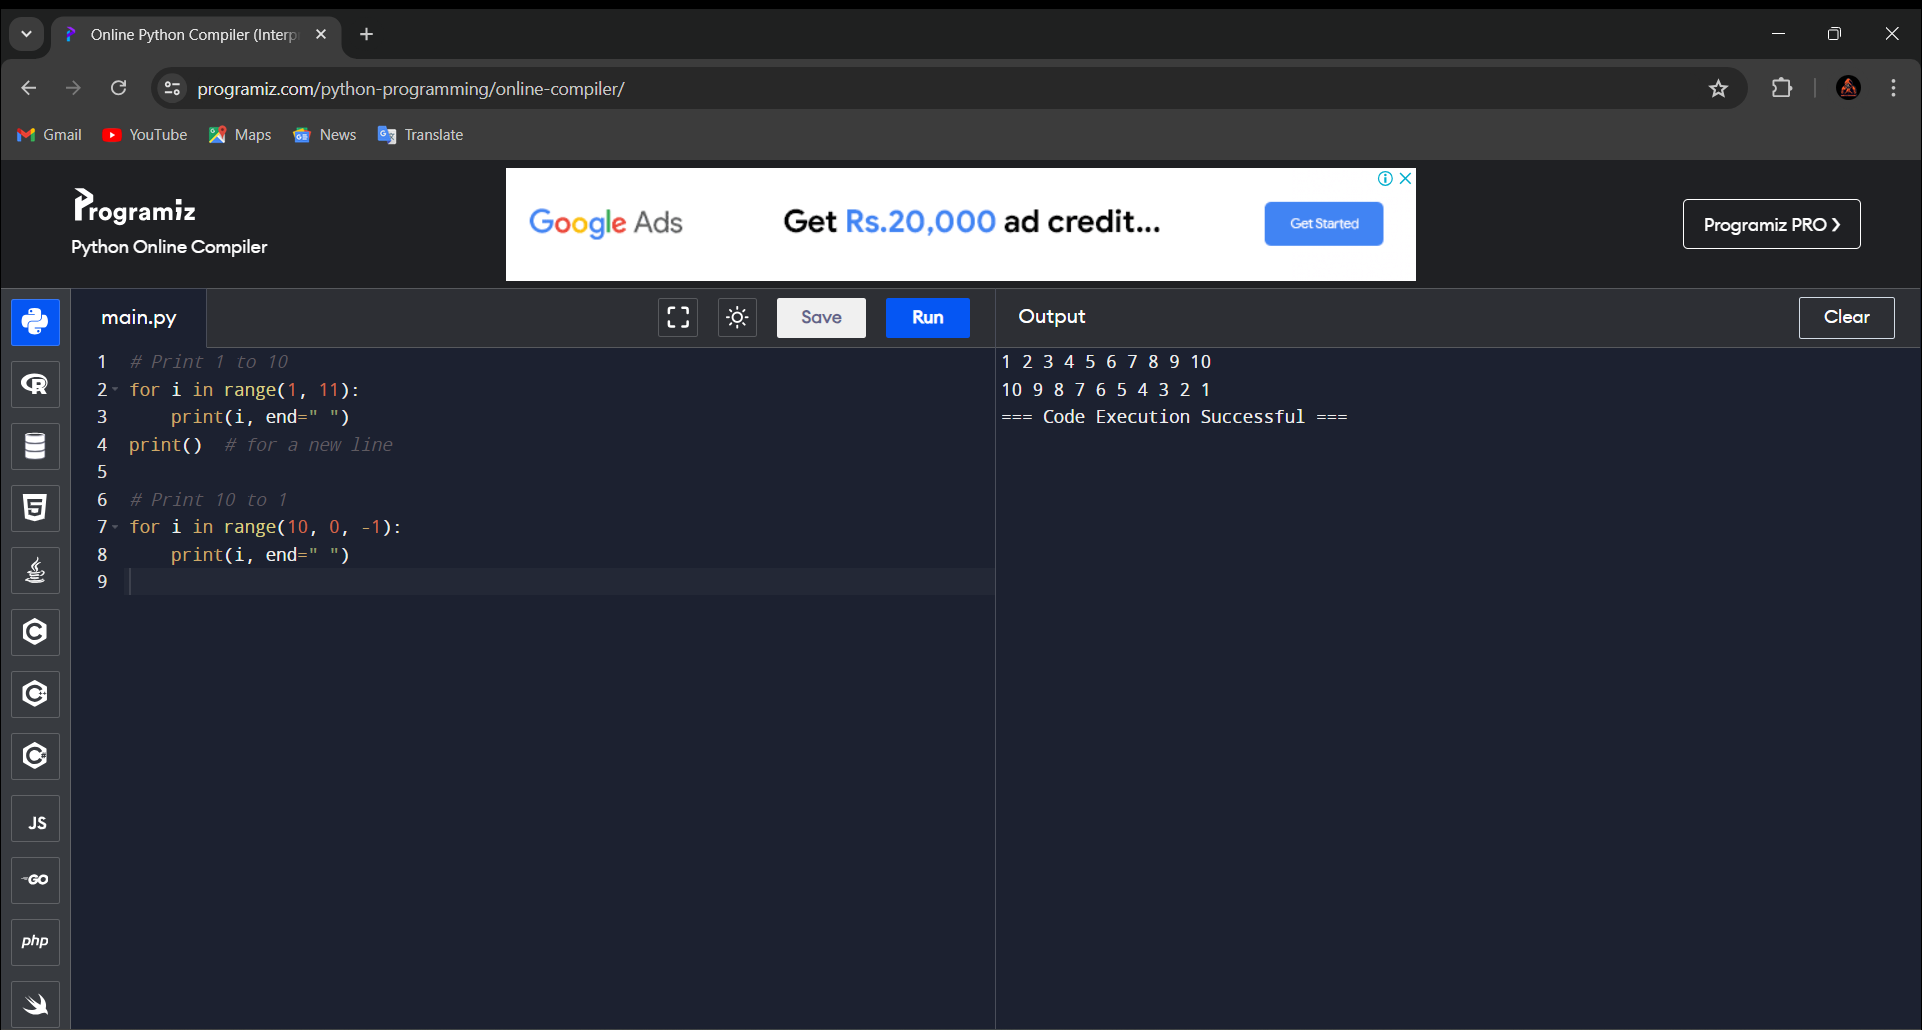 Online Python Compiler (Interp
programiz.com/python-programming/online-compiler/
Gmail YouTube Maps News Translate
Programiz
Python Online Compiler
Google Ads
Get Rs.20,000 ad credit...
Get Started
Programiz PRO ❯
main.py
Save
Run
Output
Clear
1 # Print 1 to 10
2 for i in range(1, 11):
3     print(i, end=" ")
4 print()  # for a new line
5
6 # Print 10 to 1
7 for i in range(10, 0, -1):
8     print(i, end=" ")
9
1 2 3 4 5 6 7 8 9 10
10 9 8 7 6 5 4 3 2 1
=== Code Execution Successful ===
JS
GO
php